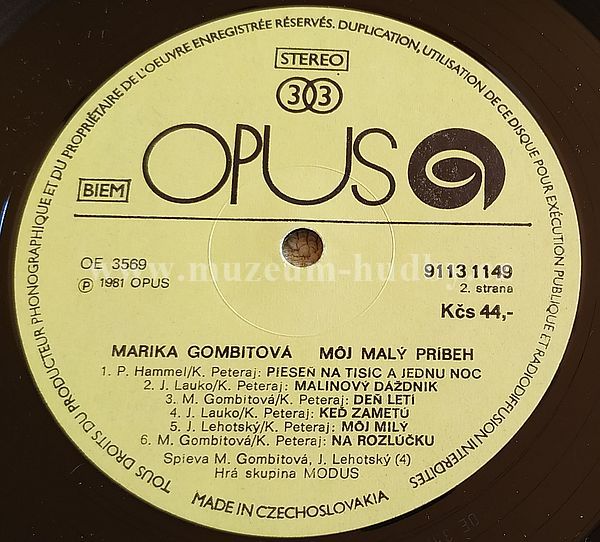 TOUS DROITS DU PRODUCTEUR PHONOGRAPHIQUE ET DU PROPRIÉTAIRE DE L'OEUVRE ENREGISTRÉE RÉSERVÉS. DUPLICATION, UTILISATION DE CE DISQUE POUR EXÉCUTION PUBLIQUE ET RADIODIFFUSION INTERDITES
STEREO
33
OPUS
BIEM
OE 3569
℗ 1981 OPUS
9113 1149
2. strana
Kčs 44,-
www.muzeum-hudby
MARIKA GOMBITOVÁ MÔJ MALÝ PRÍBEH
1. P. Hammel/K. Peteraj: PIESEŇ NA TISÍC A JEDNU NOC
2. J. Lauko/K. Peteraj: MALINOVÝ DÁŽDNIK
3. M. Gombitová/K. Peteraj: DEŇ LETÍ
4. J. Lauko/K. Peteraj: KEĎ ZAMETÚ
5. J. Lehotský/K. Peteraj: MÔJ MILÝ
6. M. Gombitová/K. Peteraj: NA ROZLÚČKU
Spieva M. Gombitová, J. Lehotský (4)
Hrá skupina MODUS
MADE IN CZECHOSLOVAKIA